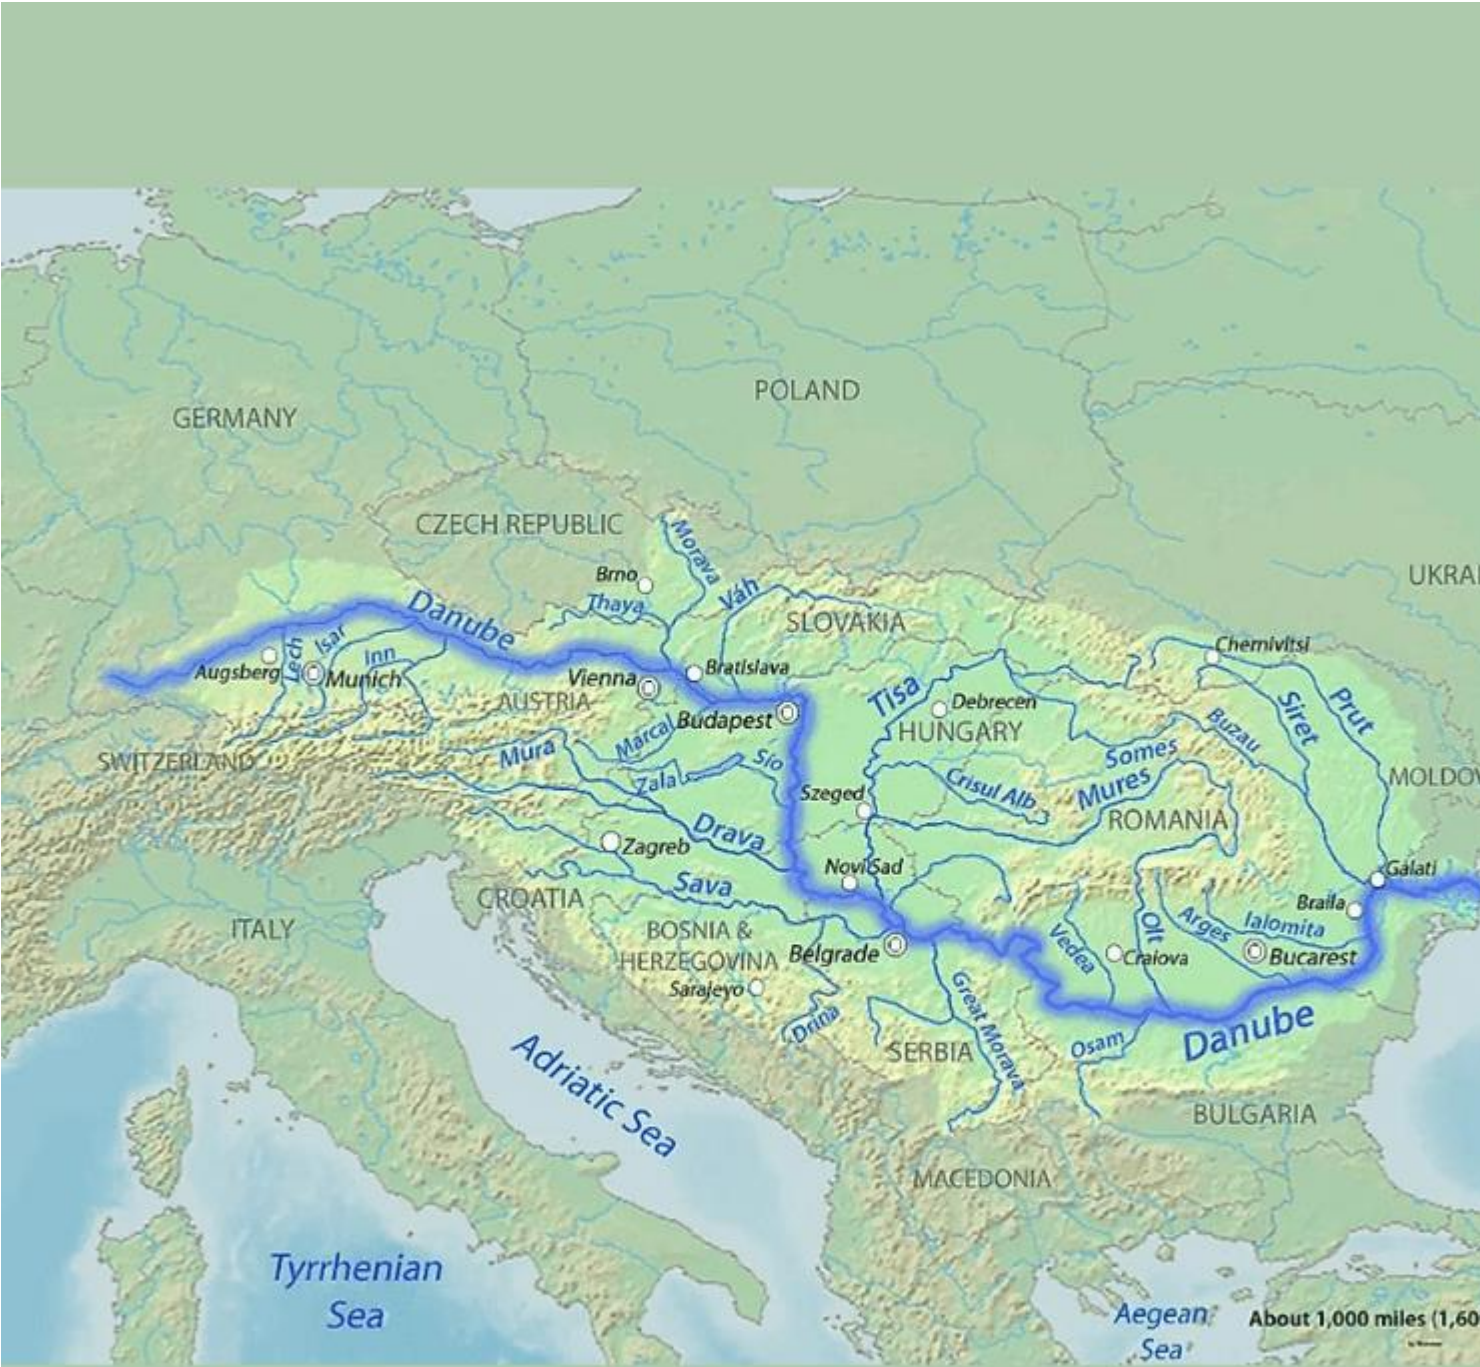 POLAND
GERMANY
CZECH REPUBLIC
Morava
Brno
UKRAI
Váh
Thaya
Danube
SLOVAKIA
Chernivitsi
Isar
Lech
Inn
Augsberg
Munich
Vienna
Bratislava
AUSTRIA
Tisa
Debrecen
Prut
Siret
Budapest
HUNGARY
Buzau
Marcal
Mura
Sio
Somes
SWITZERLAND
Zala
Crisul Alb
Mures
MOLDOV
Szeged
ROMANIA
Drava
Zagreb
Novi Sad
Galati
Sava
CROATIA
Braila
ITALY
BOSNIA &
HERZEGOVINA
Belgrade
Vedea
Olt
Arges
Ialomita
Craiova
Bucarest
Sarajeyo
Great Morava
Drina
SERBIA
Osam
Danube
Adriatic Sea
BULGARIA
MACEDONIA
Tyrrhenian
Sea
Aegean
Sea
About 1,000 miles (1,60